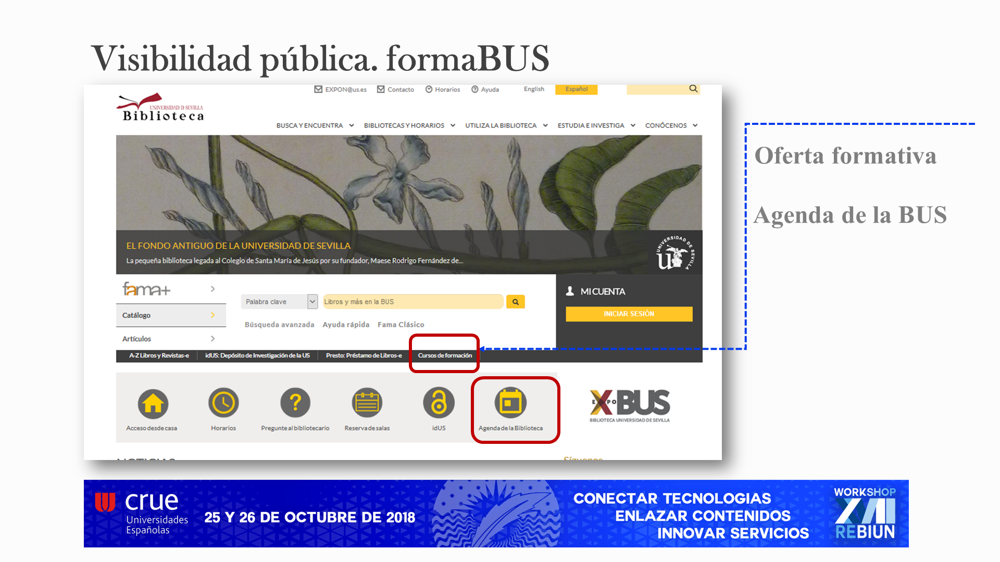 Visibilidad pública. formaBUS
EXPON@us.es Contacto Horarios Ayuda English Español
UNIVERSIDAD D SEVILLA
Biblioteca
BUSCA Y ENCUENTRA BIBLIOTECAS Y HORARIOS UTILIZA LA BIBLIOTECA ESTUDIA E INVESTIGA CONÓCENOS
Oferta formativa
Agenda de la BUS
EL FONDO ANTIGUO DE LA UNIVERSIDAD DE SEVILLA
La pequeña biblioteca legada al Colegio de Santa María de Jesús por su fundador, Maese Rodrigo Fernández de...
UNIVERSIDAD DE SEVILLA
fama+
MI CUENTA
Palabra clave Libros y más en la BUS
INICIAR SESIÓN
Catálogo
Búsqueda avanzada Ayuda rápida Fama Clásico
Artículos
A-Z Libros y Revistas-e idUS: Depósito de Investigación de la US Presto: Préstamo de Libros-e Cursos de formación
EXPO BUS
BIBLIOTECA UNIVERSIDAD DE SEVILLA
Acceso desde casa Horarios Pregunte al bibliotecario Reserva de salas idUS Agenda de la Biblioteca
NOTICIAS Síguenos
crue
Universidades
Españolas
25 Y 26 DE OCTUBRE DE 2018
CONECTAR TECNOLOGIAS
ENLAZAR CONTENIDOS
INNOVAR SERVICIOS
WORKSHOP
XVII
REBIUN